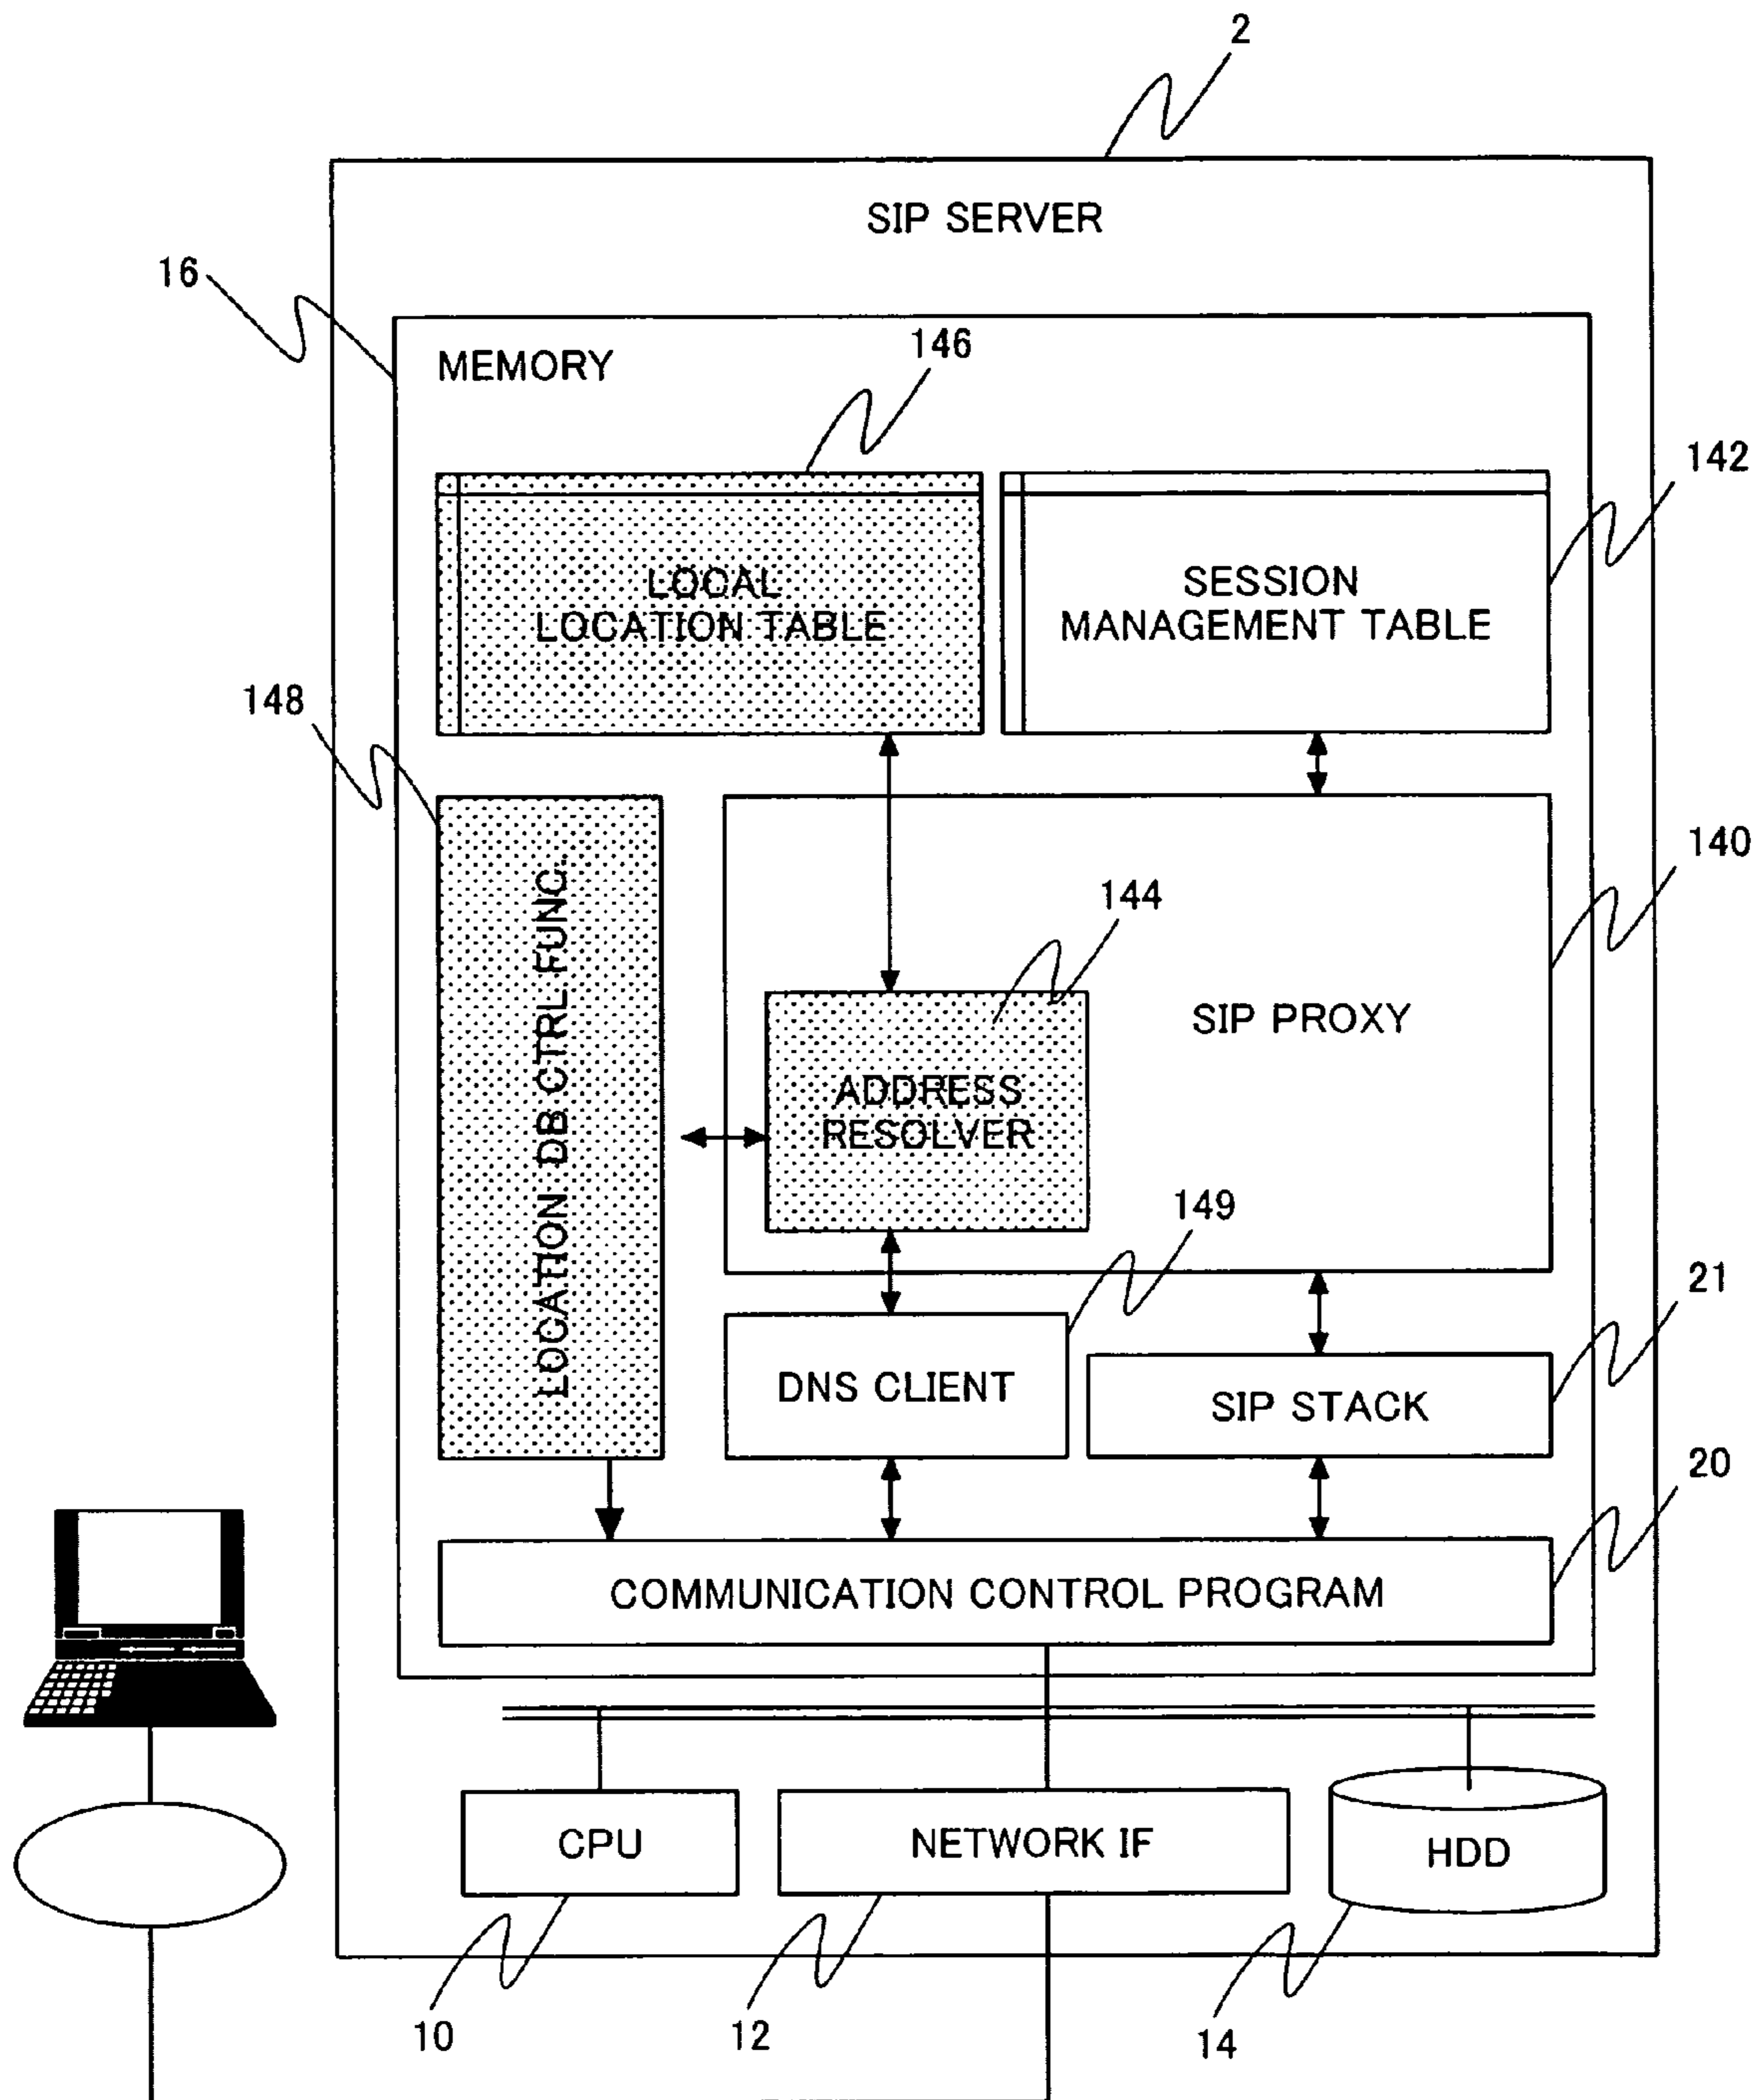 2
SIP SERVER
16
MEMORY
146
142
LOCAL
LOCATION TABLE
SESSION
MANAGEMENT TABLE
148
140
LOCATION DB CTRL FUNC.
144
SIP PROXY
ADDRESS
RESOLVER
149
21
DNS CLIENT
SIP STACK
20
COMMUNICATION CONTROL PROGRAM
CPU
NETWORK IF
HDD
10
12
14